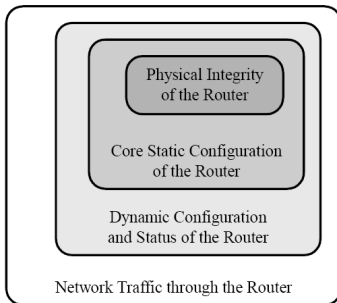 Physical Integrity
of the Router
Core Static Configuration
of the Router
Dynamic Configuration
and Status of the Router
Network Traffic through the Router